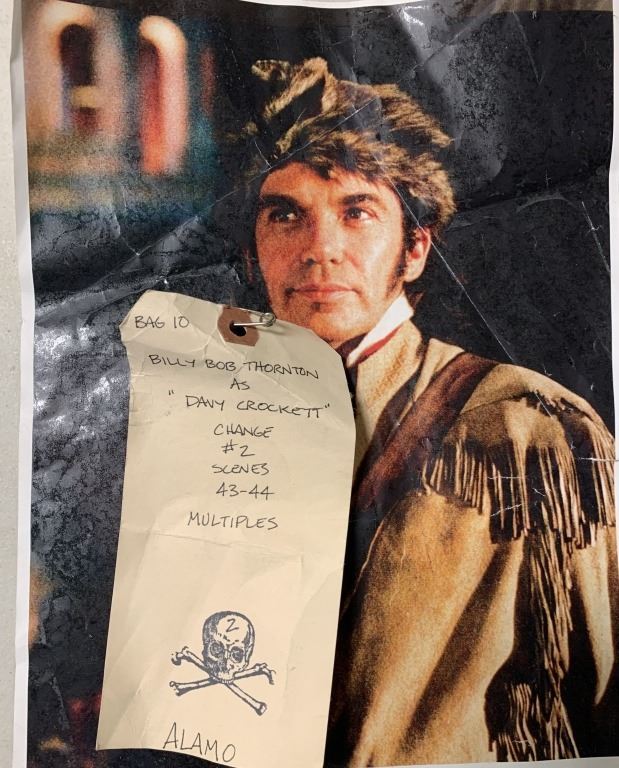 BAG 10
BILLY BOB THORNTON
AS
"DAVY CROCKETT"
CHANGE
#2
SCENES
43-44
MULTIPLES
2
ALAMO